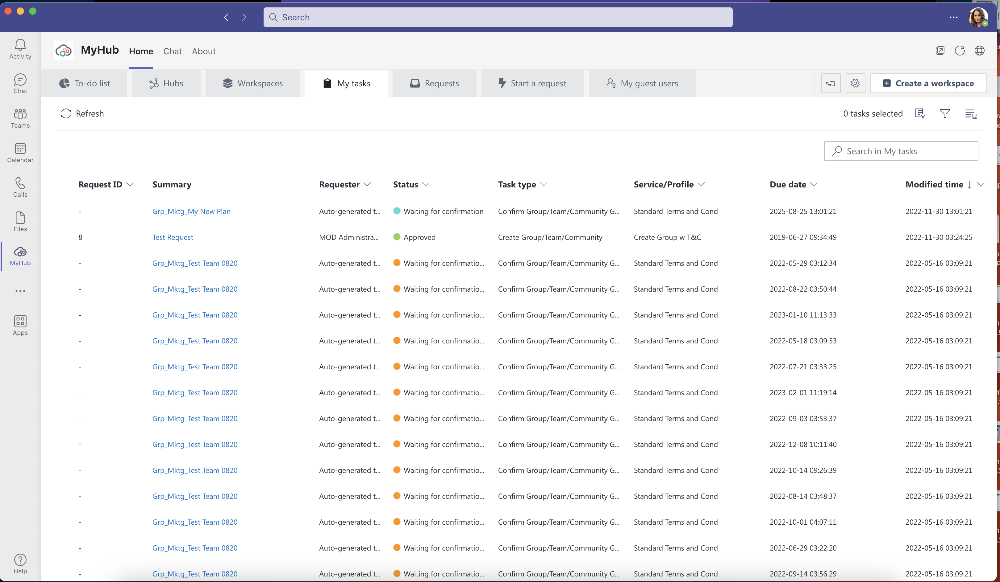 Search
Activity
Chat
Teams
Calendar
Calls
Files
MyHub
Apps
Help
MyHub Home Chat About
To-do list Hubs Workspaces My tasks Requests Start a request My guest users Create a workspace
Refresh 0 tasks selected
Search in My tasks
Request ID Summary Requester Status Task type Service/Profile Due date Modified time
- Grp_Mktg_My New Plan Auto-generated t... Waiting for confirmation Confirm Group/Team/Community G... Standard Terms and Cond 2025-08-25 13:01:21 2022-11-30 13:01:21
8 Test Request MOD Administra... Approved Create Group/Team/Community Create Group w T&C 2019-06-27 09:34:49 2022-11-30 03:24:25
- Grp_Mktg_Test Team 0820 Auto-generated t... Waiting for confirmatio... Confirm Group/Team/Community G... Standard Terms and Cond 2022-05-29 03:12:34 2022-05-16 03:09:21
- Grp_Mktg_Test Team 0820 Auto-generated t... Waiting for confirmatio... Confirm Group/Team/Community G... Standard Terms and Cond 2022-08-22 03:50:44 2022-05-16 03:09:21
- Grp_Mktg_Test Team 0820 Auto-generated t... Waiting for confirmatio... Confirm Group/Team/Community G... Standard Terms and Cond 2023-01-10 11:13:33 2022-05-16 03:09:21
- Grp_Mktg_Test Team 0820 Auto-generated t... Waiting for confirmatio... Confirm Group/Team/Community G... Standard Terms and Cond 2022-05-18 03:09:53 2022-05-16 03:09:21
- Grp_Mktg_Test Team 0820 Auto-generated t... Waiting for confirmatio... Confirm Group/Team/Community G... Standard Terms and Cond 2022-07-21 03:33:25 2022-05-16 03:09:21
- Grp_Mktg_Test Team 0820 Auto-generated t... Waiting for confirmatio... Confirm Group/Team/Community G... Standard Terms and Cond 2023-02-01 11:19:14 2022-05-16 03:09:21
- Grp_Mktg_Test Team 0820 Auto-generated t... Waiting for confirmatio... Confirm Group/Team/Community G... Standard Terms and Cond 2022-09-03 03:53:37 2022-05-16 03:09:21
- Grp_Mktg_Test Team 0820 Auto-generated t... Waiting for confirmatio... Confirm Group/Team/Community G... Standard Terms and Cond 2022-12-08 10:11:40 2022-05-16 03:09:21
- Grp_Mktg_Test Team 0820 Auto-generated t... Waiting for confirmatio... Confirm Group/Team/Community G... Standard Terms and Cond 2022-10-14 09:26:39 2022-05-16 03:09:21
- Grp_Mktg_Test Team 0820 Auto-generated t... Waiting for confirmatio... Confirm Group/Team/Community G... Standard Terms and Cond 2022-08-14 03:48:37 2022-05-16 03:09:21
- Grp_Mktg_Test Team 0820 Auto-generated t... Waiting for confirmatio... Confirm Group/Team/Community G... Standard Terms and Cond 2022-10-01 04:07:11 2022-05-16 03:09:21
- Grp_Mktg_Test Team 0820 Auto-generated t... Waiting for confirmatio... Confirm Group/Team/Community G... Standard Terms and Cond 2022-06-29 03:22:20 2022-05-16 03:09:21
- Grp_Mktg_Test Team 0820 Auto-generated t... Waiting for confirmatio... Confirm Group/Team/Community G... Standard Terms and Cond 2022-09-14 03:56:29 2022-05-16 03:09:21